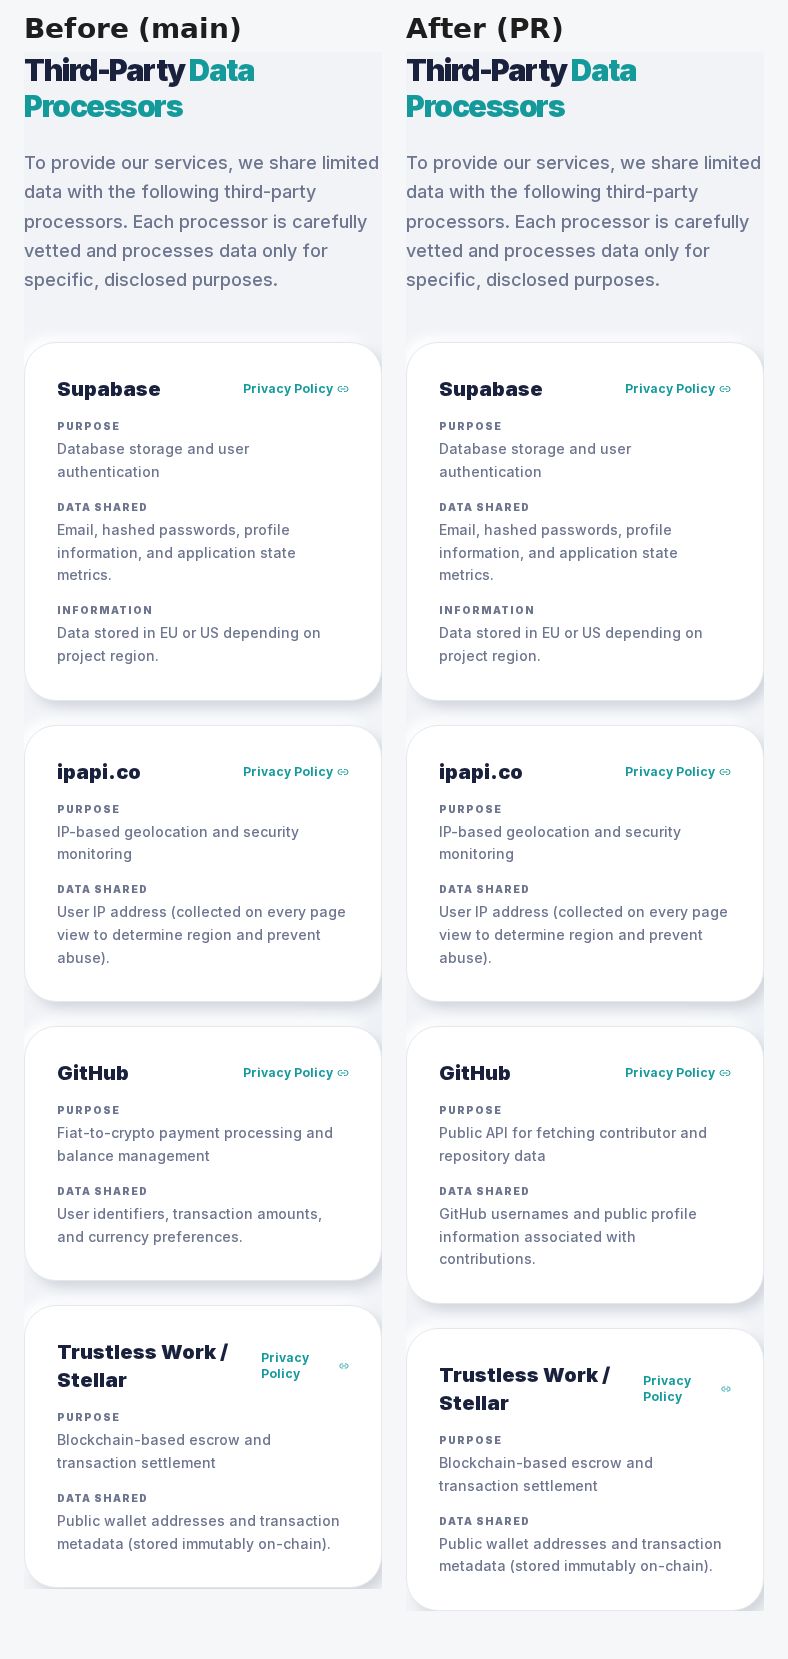 Before (main)
Third-Party Data
Processors
To provide our services, we share limited
data with the following third-party
processors. Each processor is carefully
vetted and processes data only for
specific, disclosed purposes.
Supabase
Privacy Policy
PURPOSE
Database storage and user
authentication
DATA SHARED
Email, hashed passwords, profile
information, and application state
metrics.
INFORMATION
Data stored in EU or US depending on
project region.
ipapi.co
Privacy Policy
PURPOSE
IP-based geolocation and security
monitoring
DATA SHARED
User IP address (collected on every page
view to determine region and prevent
abuse).
GitHub
Privacy Policy
PURPOSE
Fiat-to-crypto payment processing and
balance management
DATA SHARED
User identifiers, transaction amounts,
and currency preferences.
Trustless Work /
Stellar
Privacy
Policy
PURPOSE
Blockchain-based escrow and
transaction settlement
DATA SHARED
Public wallet addresses and transaction
metadata (stored immutably on-chain).
After (PR)
Third-Party Data
Processors
To provide our services, we share limited
data with the following third-party
processors. Each processor is carefully
vetted and processes data only for
specific, disclosed purposes.
Supabase
Privacy Policy
PURPOSE
Database storage and user
authentication
DATA SHARED
Email, hashed passwords, profile
information, and application state
metrics.
INFORMATION
Data stored in EU or US depending on
project region.
ipapi.co
Privacy Policy
PURPOSE
IP-based geolocation and security
monitoring
DATA SHARED
User IP address (collected on every page
view to determine region and prevent
abuse).
GitHub
Privacy Policy
PURPOSE
Public API for fetching contributor and
repository data
DATA SHARED
GitHub usernames and public profile
information associated with
contributions.
Trustless Work /
Stellar
Privacy
Policy
PURPOSE
Blockchain-based escrow and
transaction settlement
DATA SHARED
Public wallet addresses and transaction
metadata (stored immutably on-chain).